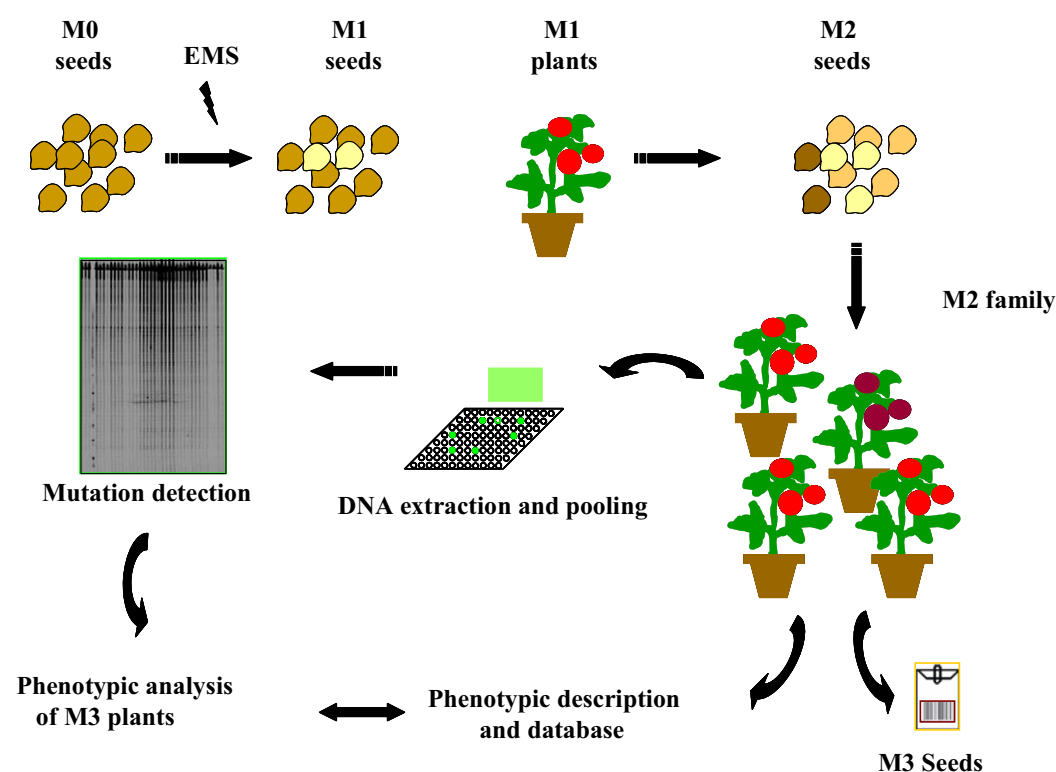 M0
seeds
EMS
M1
seeds
M1
plants
M2
seeds
M2 family
Mutation detection
DNA extraction and pooling
Phenotypic analysis
of M3 plants
Phenotypic description
and database
M3 Seeds